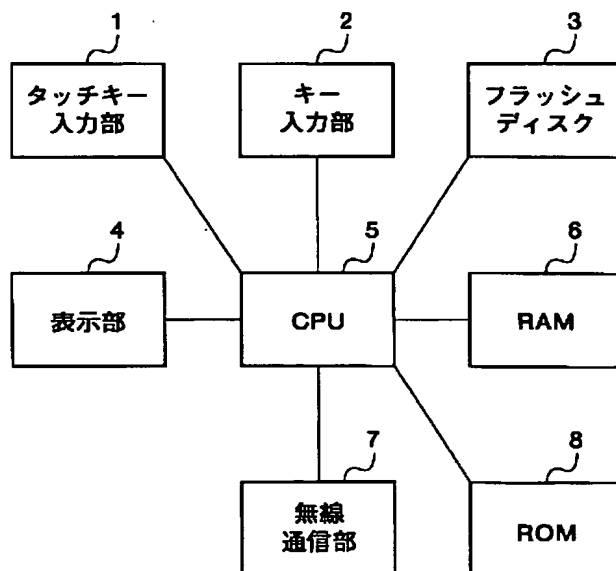 1
タッチキー
入力部
2
キー
入力部
3
フラッシュ
ディスク
4
表示部
5
CPU
6
RAM
7
無線
通信部
8
ROM